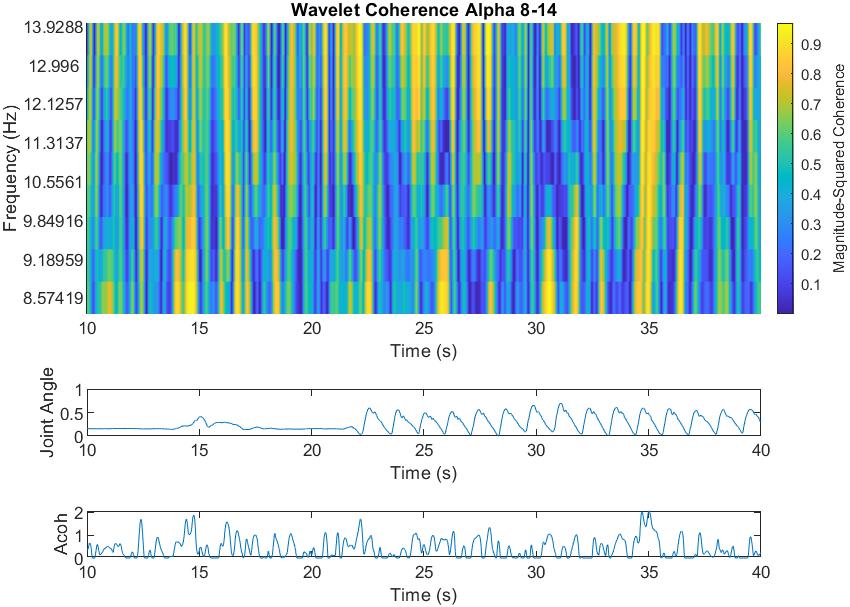 Wavelet Coherence Alpha 8-14
Frequency (Hz)
13.9288
12.996
12.1257
11.3137
10.5561
9.84916
9.18959
8.57419
10 15 20 25 30 35 40
Time (s)
0.9
0.8
0.7
0.6
0.5
0.4
0.3
0.2
0.1
Magnitude-Squared Coherence
Joint Angle
1
0.5
0
10 15 20 25 30 35 40
Time (s)
Acoh
2
1
0
10 15 20 25 30 35 40
Time (s)